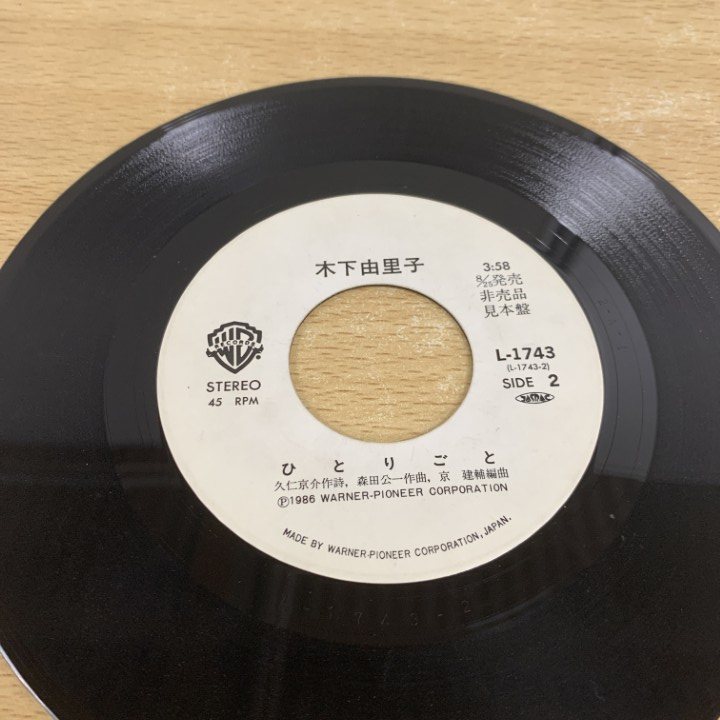 木下由里子
3:58
8/25発売
非売品
見本盤
WB
RECORDS
STEREO
45 RPM
L-1743
(L-1743-2)
SIDE 2
JASRAC
ひとりごと
久仁京介作詩, 森田公一作曲, 京 建輔編曲
Ⓟ1986 WARNER-PIONEER CORPORATION
MADE BY WARNER-PIONEER CORPORATION, JAPAN.